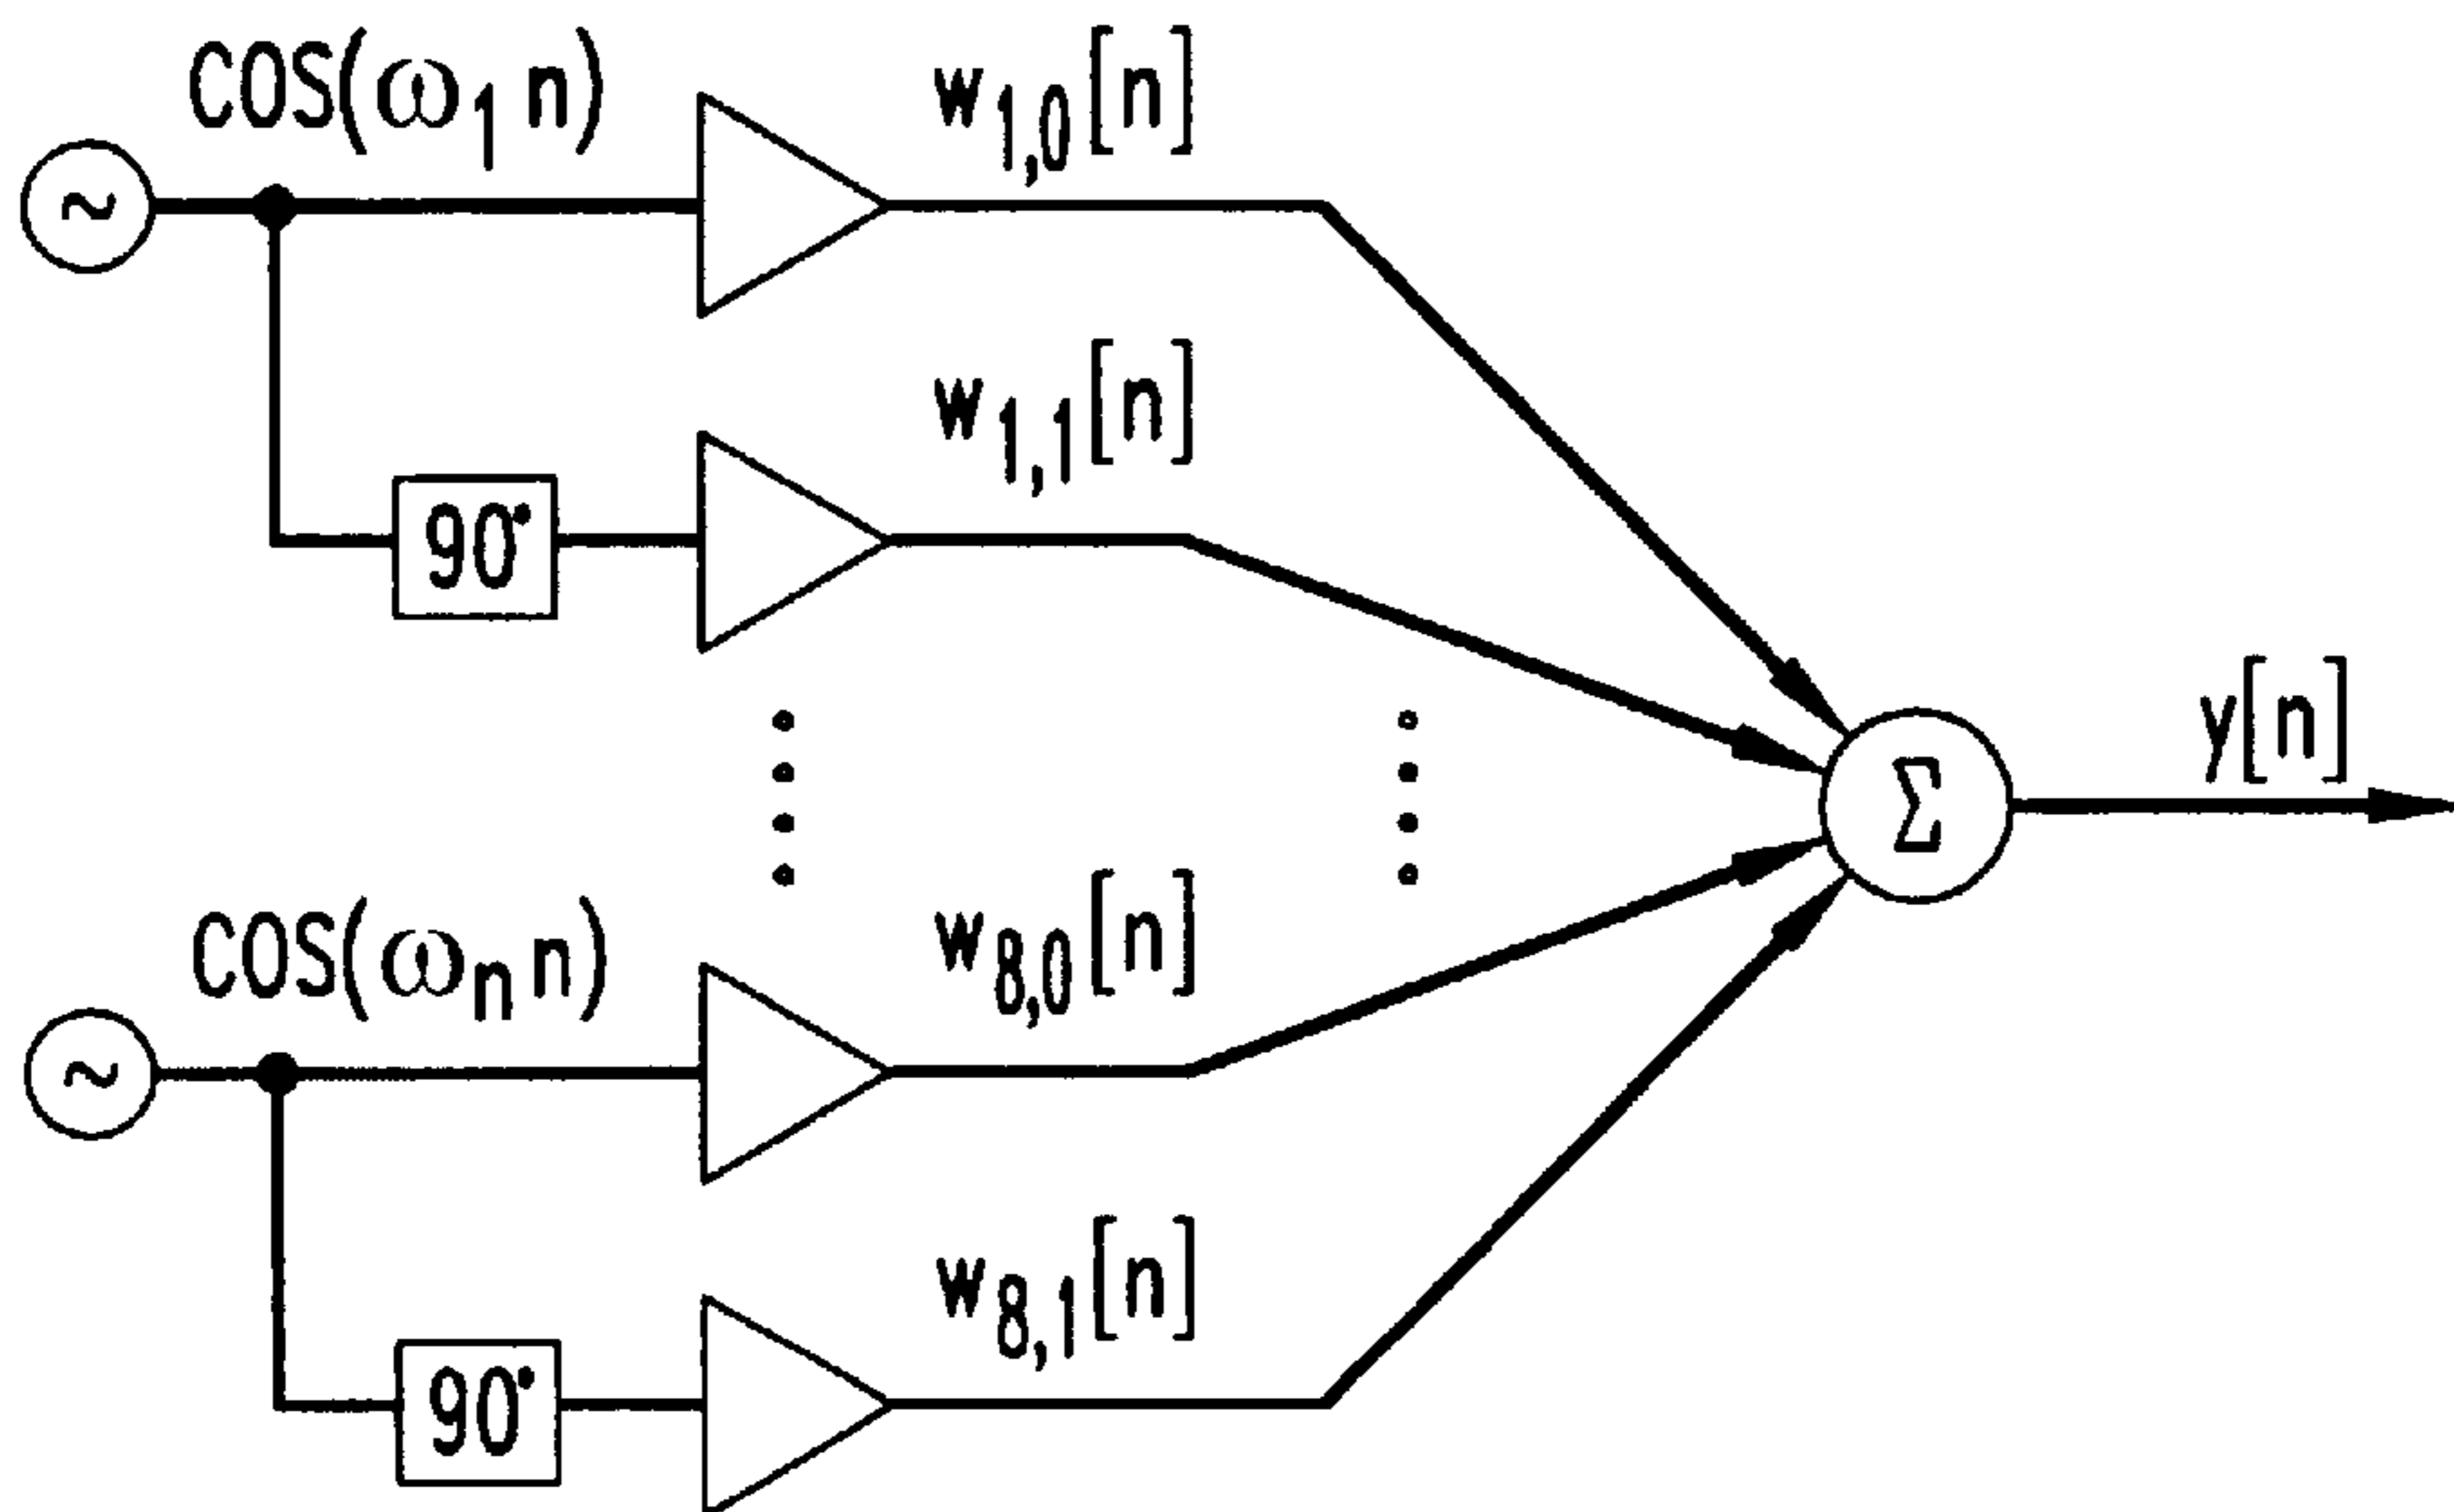 COS(ω₁ n)
w₁,₀[n]
~
w₁,₁[n]
90°
y[n]
Σ
COS(ωₙ n)
w₈,₀[n]
~
w₈,₁[n]
90°